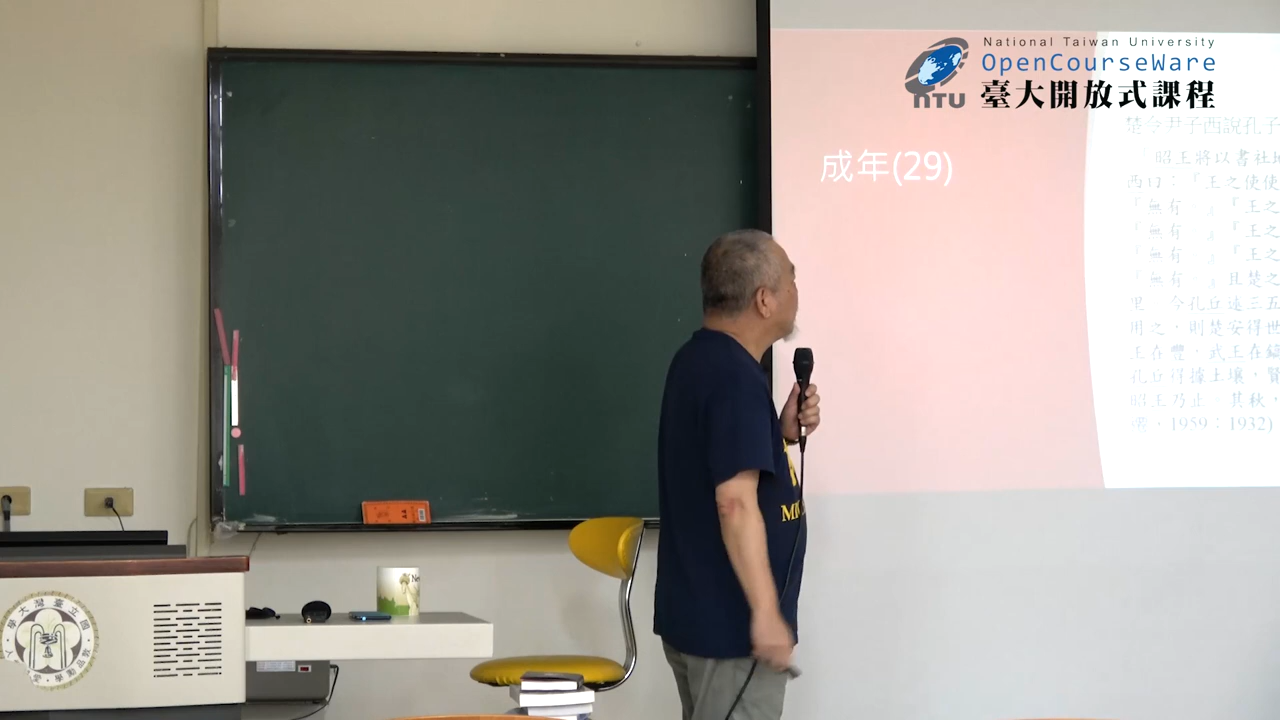 National Taiwan University
OpenCourseWare
NTU
臺大開放式課程
成年(29)
楚令尹子西說孔子
昭王將以書社地
西曰：「王之使使
「無有。」「王之
「無有。」「王之
「無有。」「王之
「無有。」且楚之
里。今孔丘述三五
用之，則楚安得世
王在豐，武王在鎬
孔丘得據土壤，賢
昭王乃止。其秋，
1959：1932)
M